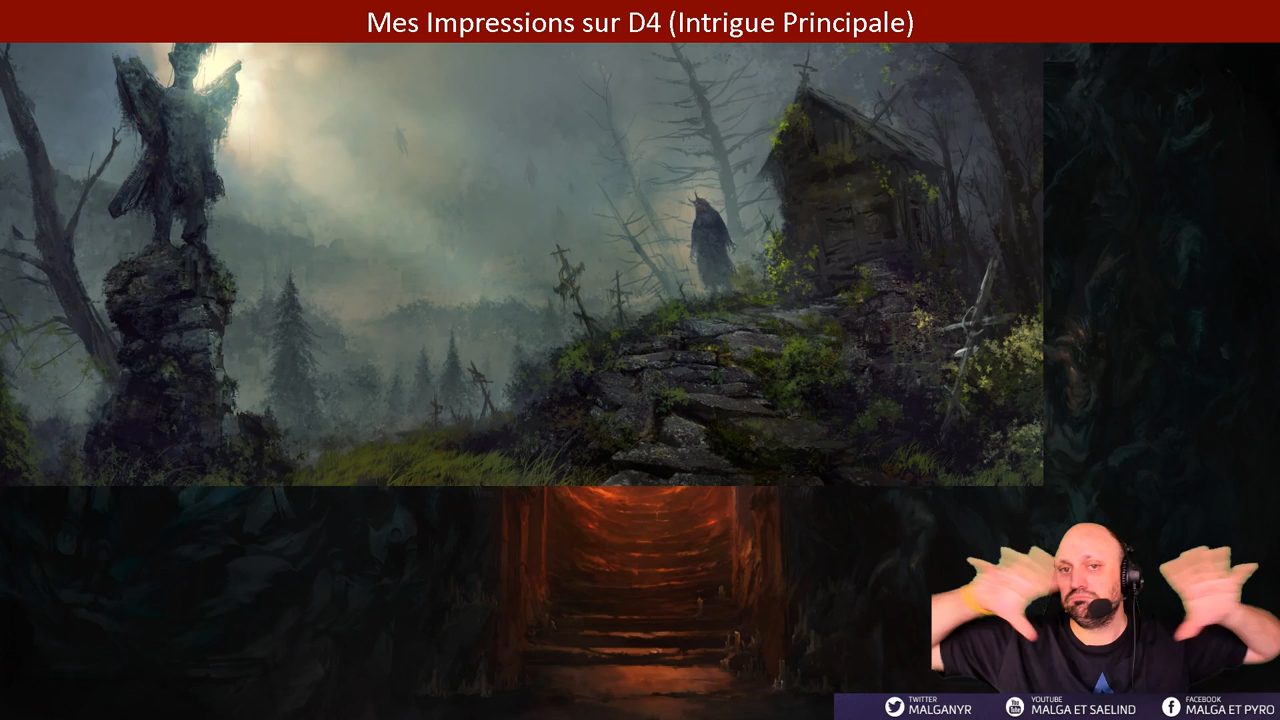 Mes Impressions sur D4 (Intrigue Principale)
TWITTER
MALGANYR
YOUTUBE
MALGA ET SAELIND
FACEBOOK
MALGA ET PYRO